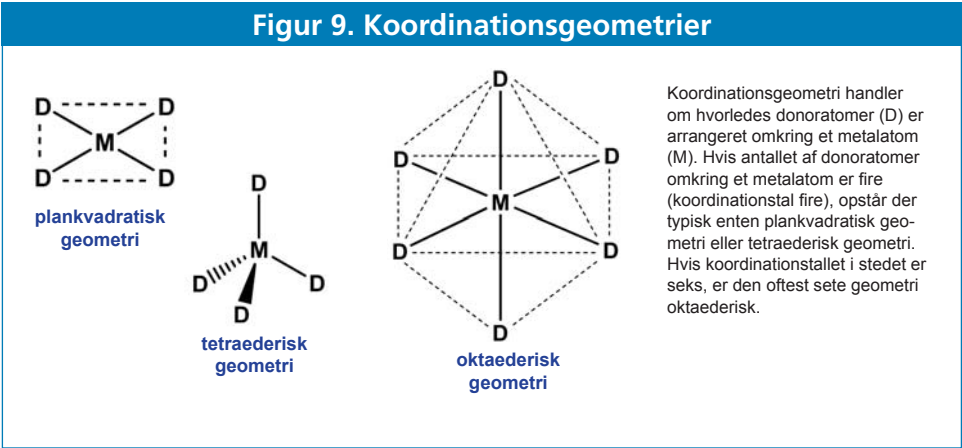 Figur 9. Koordinationsgeometrier
D D
M
D D
plankvadratisk
geometri
D
M
D D
D
tetraederisk
geometri
D
D D
M
D D
D
oktaederisk
geometri
Koordinationsgeometri handler
om hvorledes donoratomer (D) er
arrangeret omkring et metalatom
(M). Hvis antallet af donoratomer
omkring et metalatom er fire
(koordinationstal fire), opstår der
typisk enten plankvadratisk geo-
metri eller tetraederisk geometri.
Hvis koordinationstallet i stedet er
seks, er den oftest sete geometri
oktaederisk.